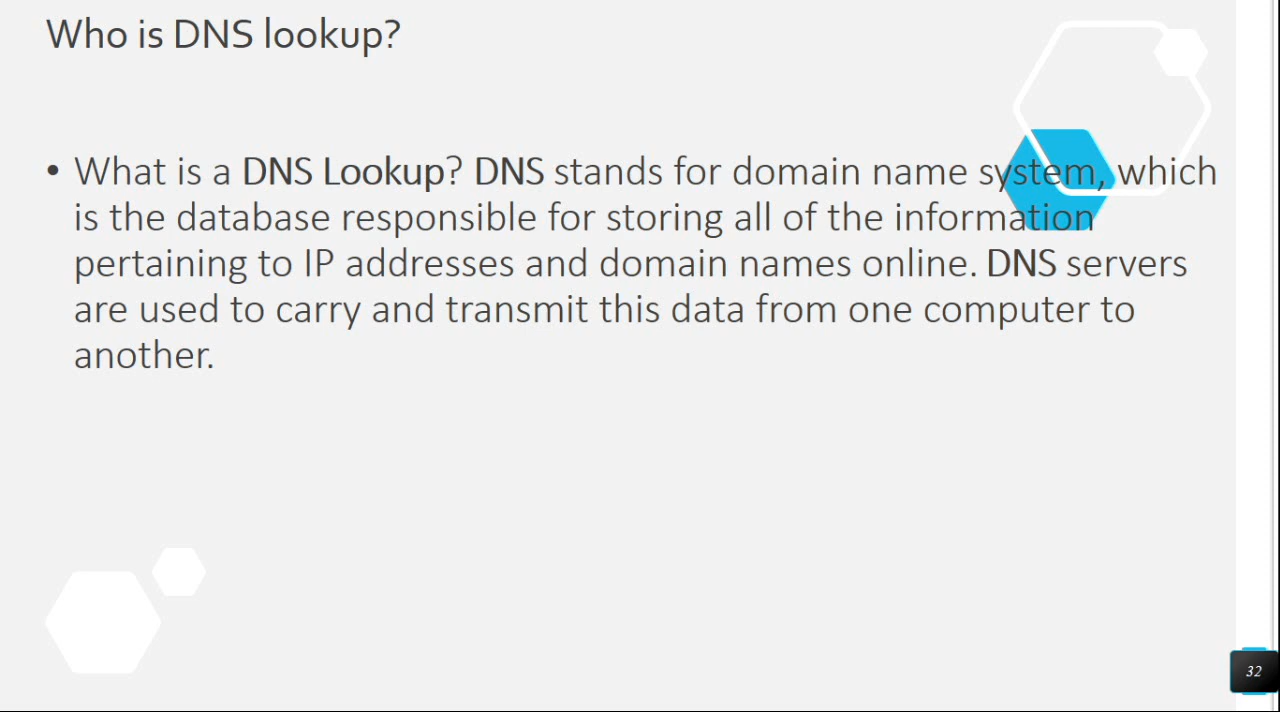 Who is DNS lookup?
• What is a DNS Lookup? DNS stands for domain name system, which
is the database responsible for storing all of the information
pertaining to IP addresses and domain names online. DNS servers
are used to carry and transmit this data from one computer to
another.
32